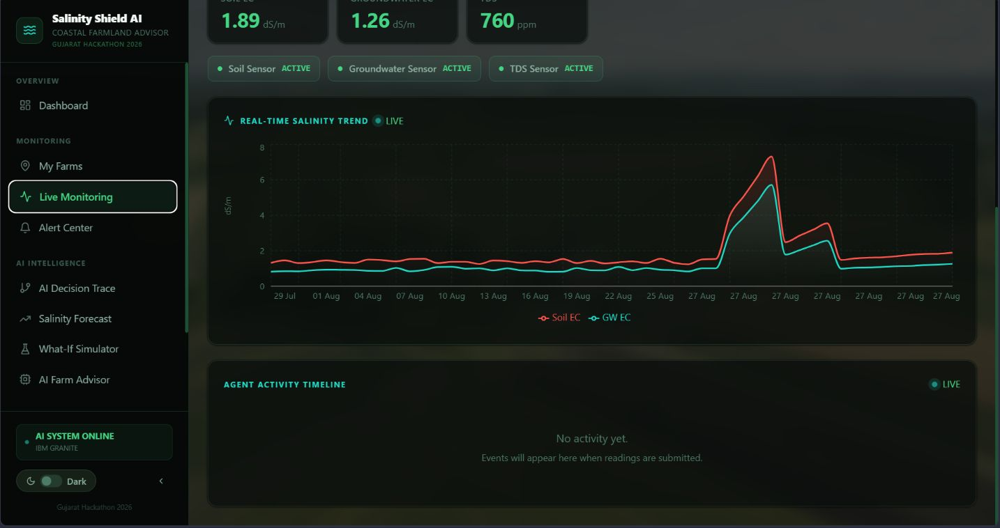 Salinity Shield AI
COASTAL FARMLAND ADVISOR
GUJARAT HACKATHON 2026
OVERVIEW
Dashboard
MONITORING
My Farms
Live Monitoring
Alert Center
AI INTELLIGENCE
AI Decision Trace
Salinity Forecast
What-If Simulator
AI Farm Advisor
AI SYSTEM ONLINE
IBM GRANITE
Dark
Gujarat Hackathon 2026
SOIL EC
1.89 dS/m
GROUNDWATER EC
1.26 dS/m
TDS
760 ppm
Soil Sensor ACTIVE
Groundwater Sensor ACTIVE
TDS Sensor ACTIVE
REAL-TIME SALINITY TREND LIVE
8
6
4
2
0
dS/m
29 Jul 01 Aug 04 Aug 07 Aug 10 Aug 13 Aug 16 Aug 19 Aug 22 Aug 25 Aug 27 Aug 27 Aug 27 Aug 27 Aug 27 Aug 27 Aug 27 Aug
Soil EC GW EC
AGENT ACTIVITY TIMELINE LIVE
No activity yet.
Events will appear here when readings are submitted.